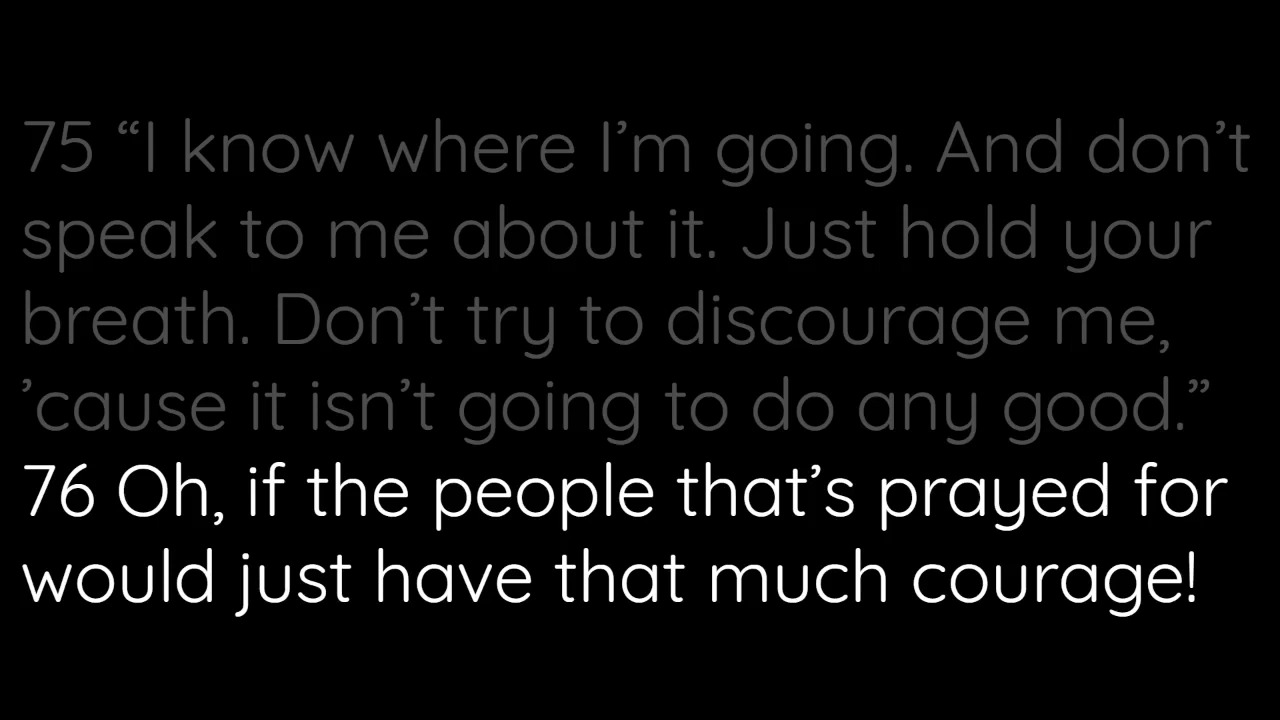 75 “I know where I’m going. And don’t
speak to me about it. Just hold your
breath. Don’t try to discourage me,
’cause it isn’t going to do any good.”
76 Oh, if the people that’s prayed for
would just have that much courage!